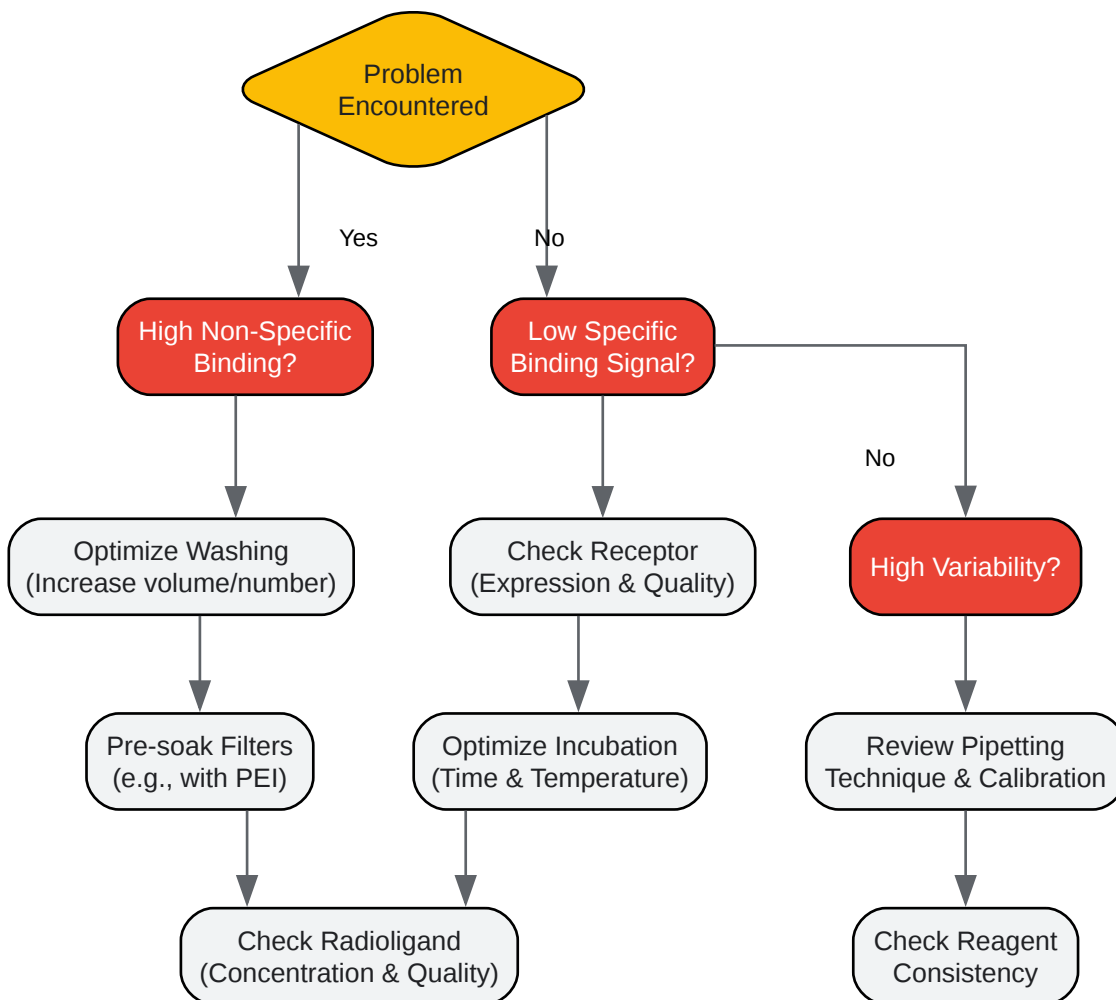 Problem
Encountered
Yes
No
High Non-Specific
Binding?
Low Specific
Binding Signal?
No
Optimize Washing
(Increase volume/number)
Check Receptor
(Expression & Quality)
High Variability?
Pre-soak Filters
(e.g., with PEI)
Optimize Incubation
(Time & Temperature)
Review Pipetting
Technique & Calibration
Check Radioligand
(Concentration & Quality)
Check Reagent
Consistency